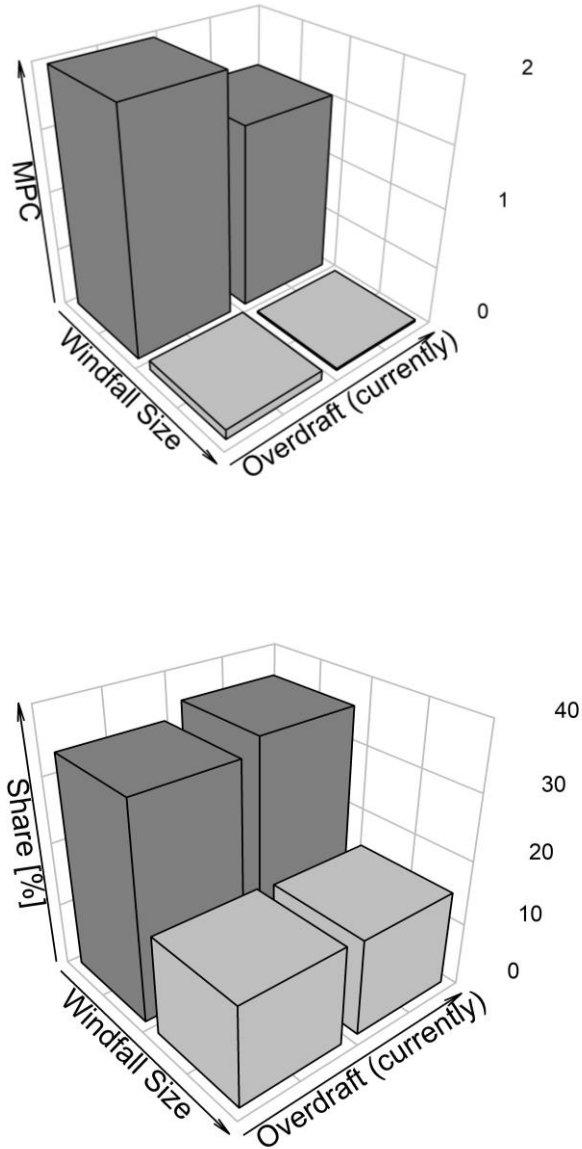 2
1
0
MPC
Windfall Size
Overdraft (currently)
40
30
20
10
0
Share [%]
Windfall Size
Overdraft (currently)